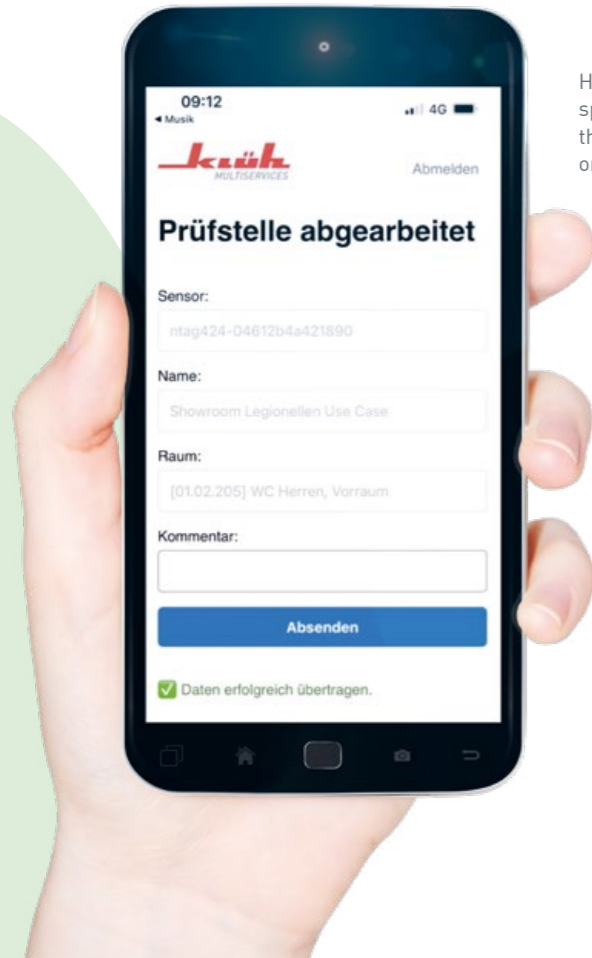 09:12
4G
◄ Musik
klüh
MULTISERVICES
Abmelden
Prüfstelle abgearbeitet
Sensor:
ntag424-04612b4a421890
Name:
Showroom Legionellen Use Case
Raum:
[01.02.205] WC Herren, Vorraum
Kommentar:
Absenden
Daten erfolgreich übertragen.